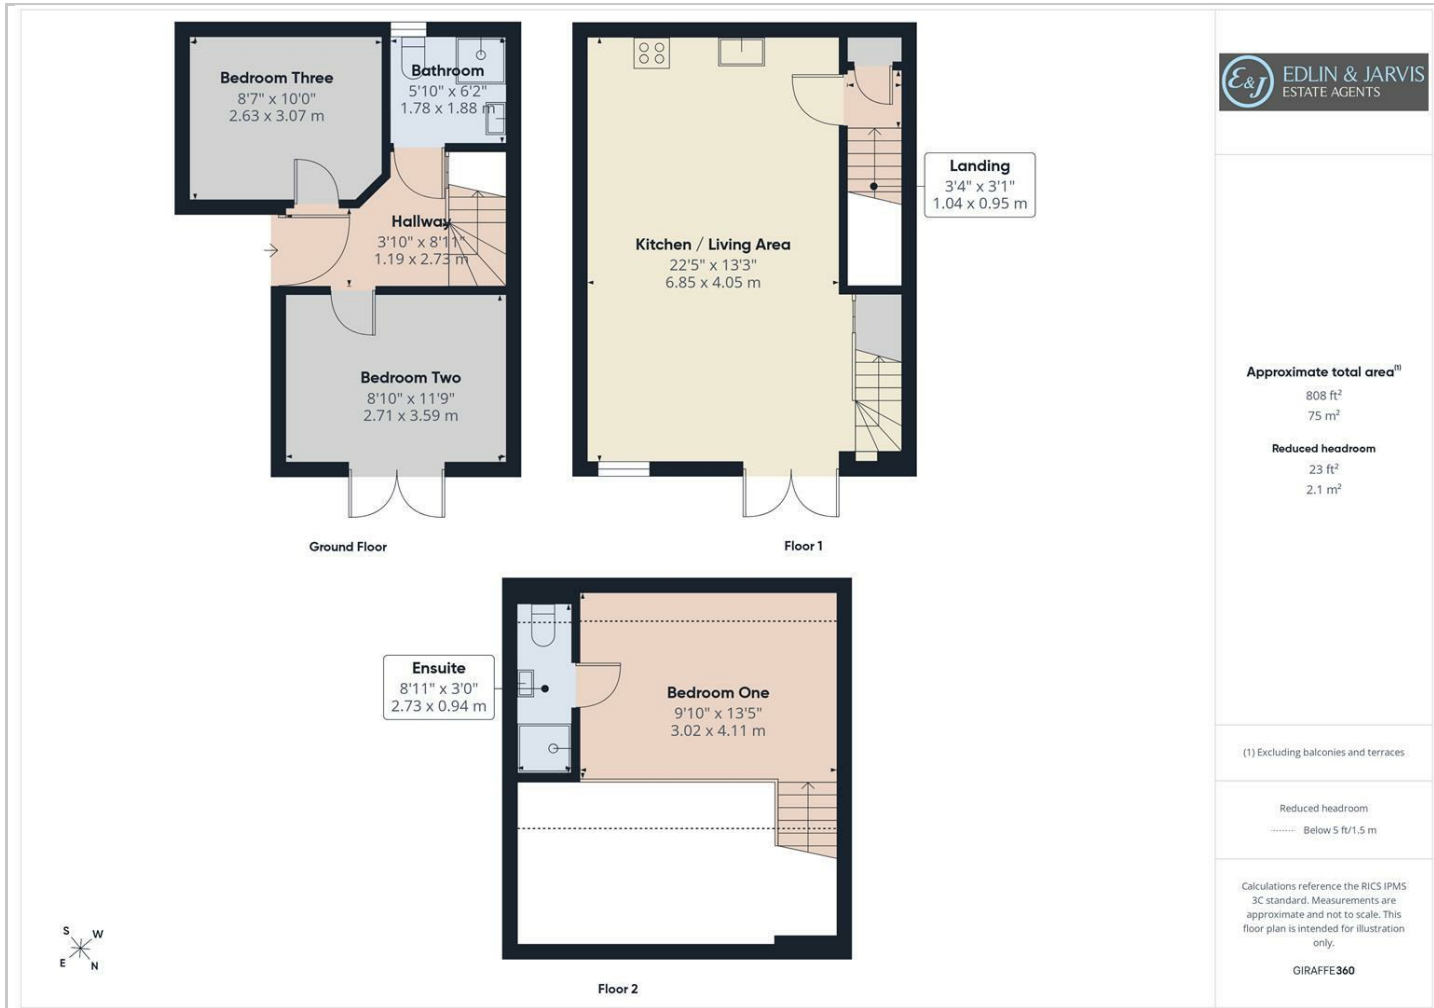 Bedroom Three
8'7" x 10'0"
2.63 x 3.07 m
Bathroom
5'10" x 6'2"
1.78 x 1.88 m
Hallway
3'10" x 8'11"
1.19 x 2.73 m
Bedroom Two
8'10" x 11'9"
2.71 x 3.59 m
Ground Floor
Kitchen / Living Area
22'5" x 13'3"
6.85 x 4.05 m
Landing
3'4" x 3'1"
1.04 x 0.95 m
Floor 1
Ensuite
8'11" x 3'0"
2.73 x 0.94 m
Bedroom One
9'10" x 13'5"
3.02 x 4.11 m
Floor 2
S W
E N
E&J EDLIN & JARVIS
ESTATE AGENTS
Approximate total area(1)
808 ft²
75 m²
Reduced headroom
23 ft²
2.1 m²
(1) Excluding balconies and terraces
Reduced headroom
Below 5 ft/1.5 m
Calculations reference the RICS IPMS
3C standard. Measurements are
approximate and not to scale. This
floor plan is intended for illustration
only.
GIRAFFE360